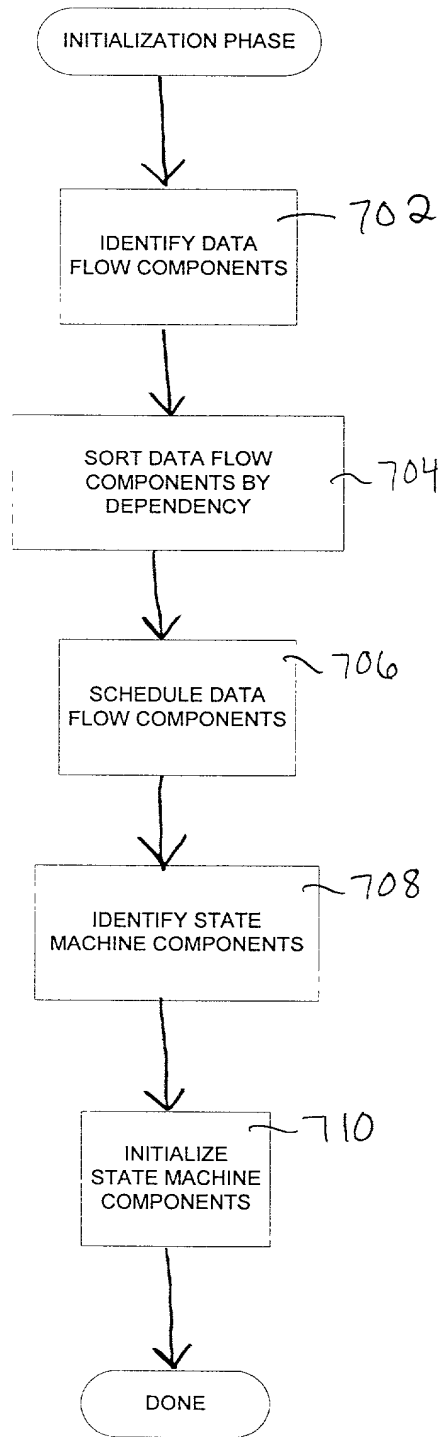 INITIALIZATION PHASE
702
IDENTIFY DATA
FLOW COMPONENTS
SORT DATA FLOW
COMPONENTS BY
DEPENDENCY
704
706
SCHEDULE DATA
FLOW COMPONENTS
708
IDENTIFY STATE
MACHINE COMPONENTS
710
INITIALIZE
STATE MACHINE
COMPONENTS
DONE